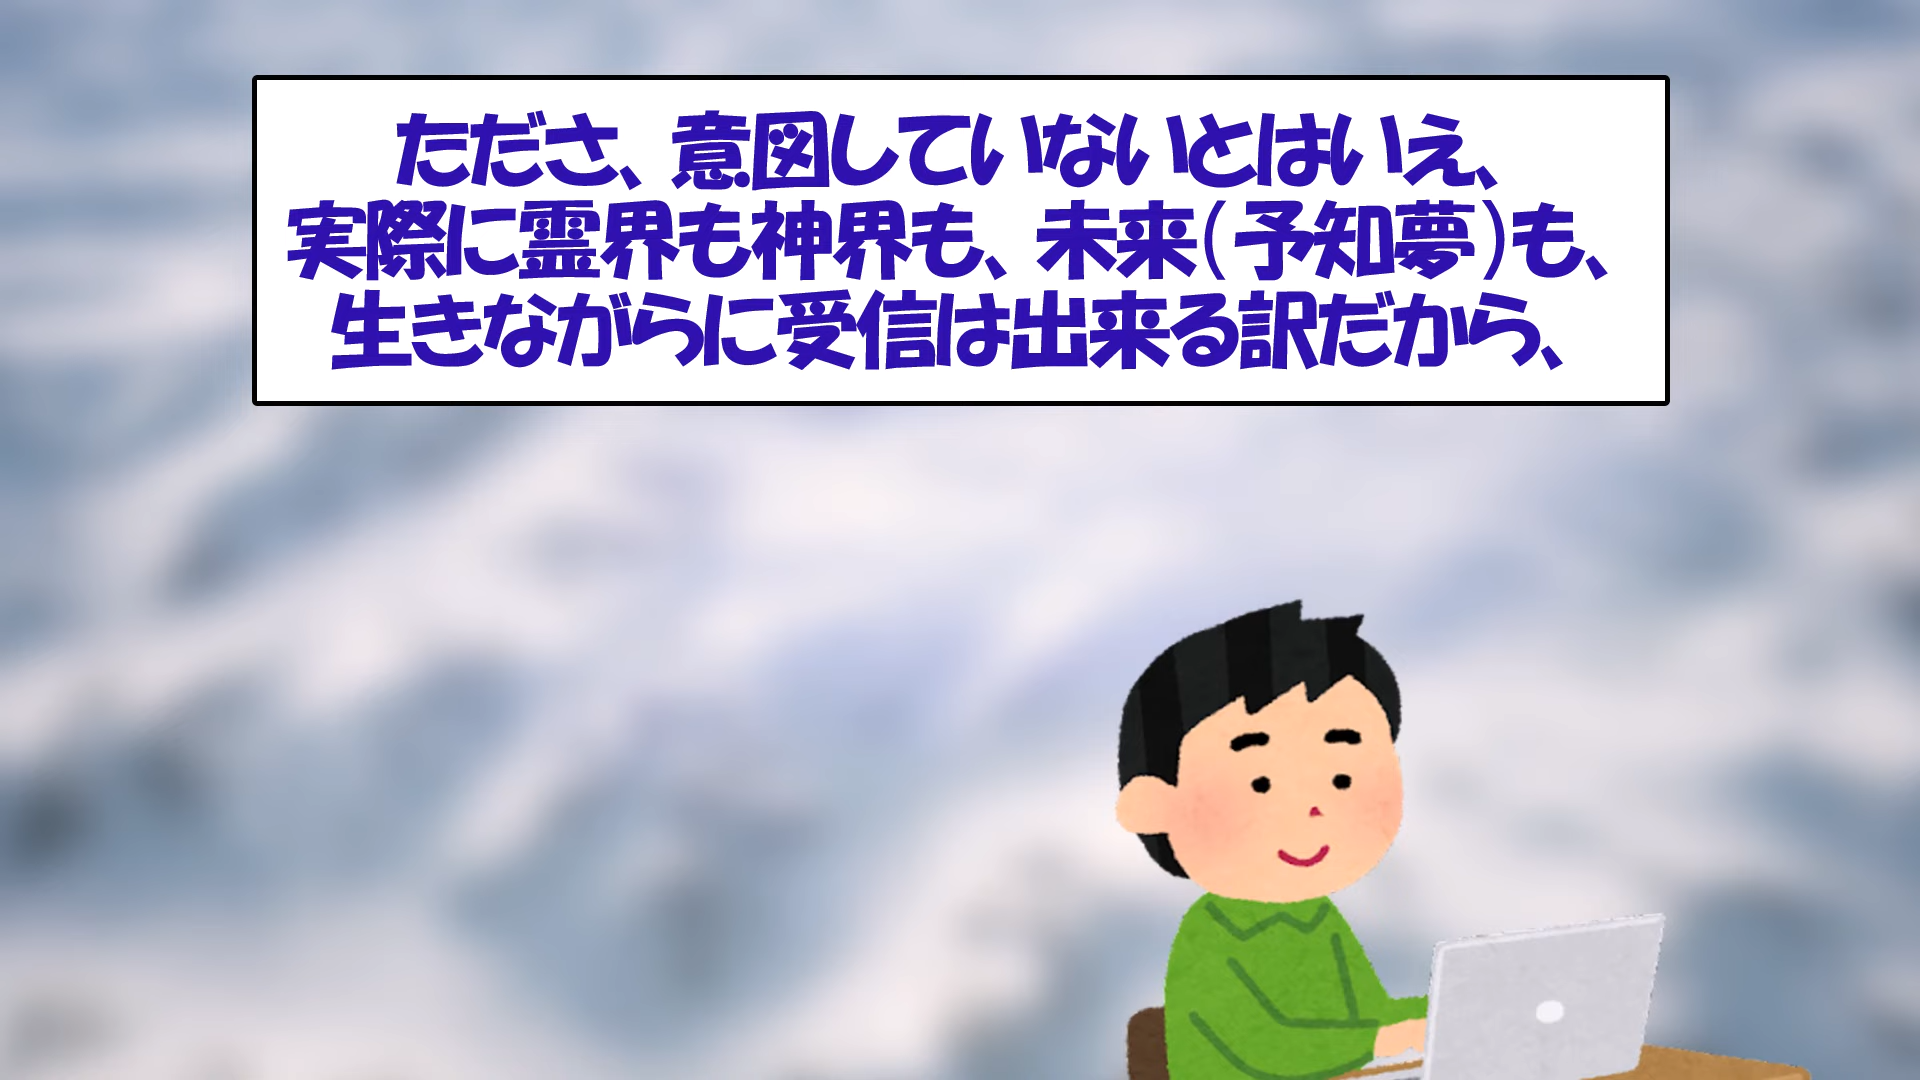 たださ、意図していないとはいえ、
実際に霊界も神界も、未来(予知夢)も、
生きながらに受信は出来る訳だから、